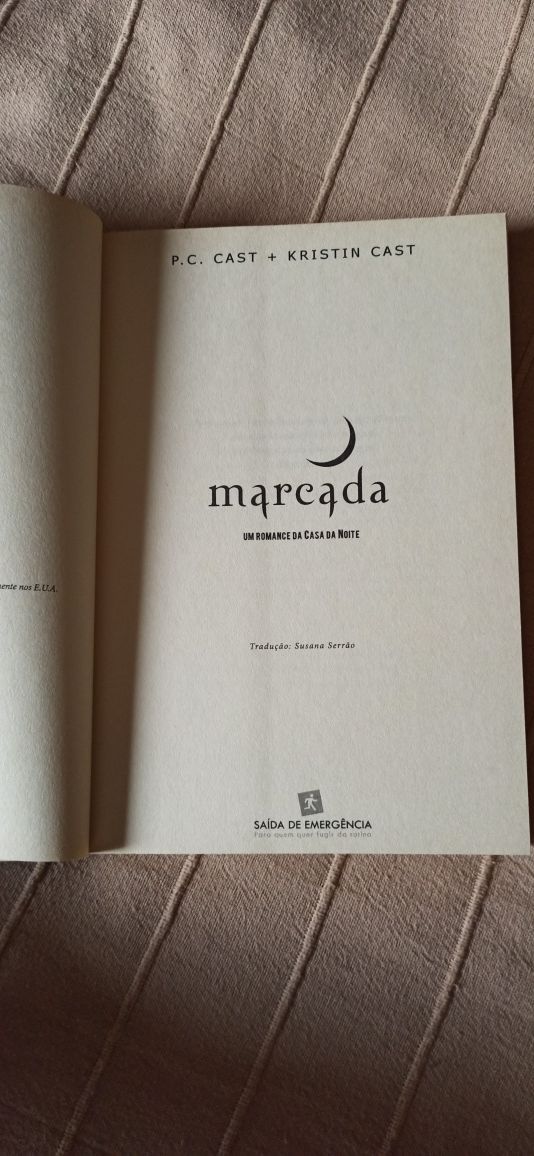 P.C. CAST + KRISTIN CAST
marcada
UM ROMANCE DA CASA DA NOITE
nos E.U.A.
Tradução: Susana Serrão
SAÍDA DE EMERGÊNCIA
Para quem quer fugir da rotina